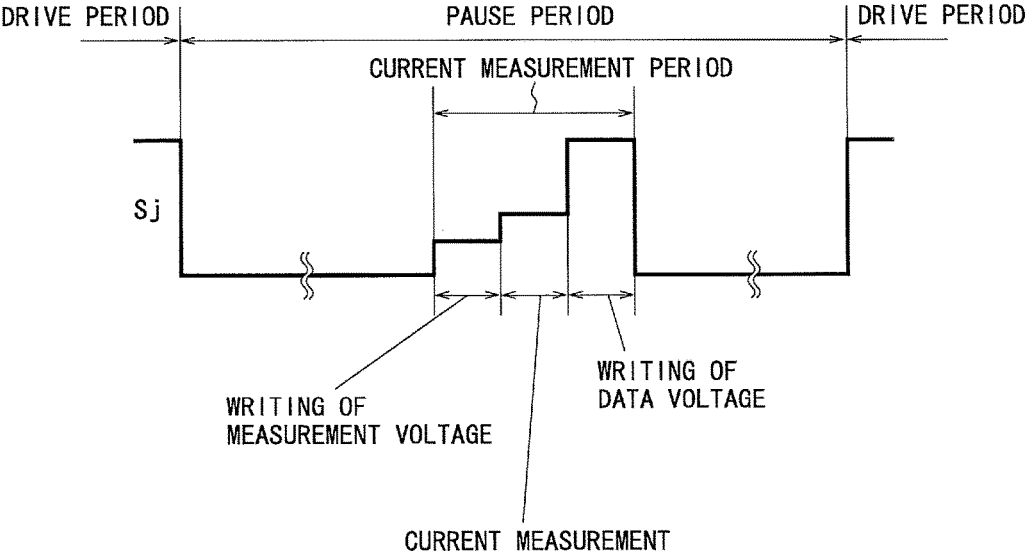 DRIVE PERIOD
PAUSE PERIOD
DRIVE PERIOD
CURRENT MEASUREMENT PERIOD
Sj
WRITING OF
DATA VOLTAGE
WRITING OF
MEASUREMENT VOLTAGE
CURRENT MEASUREMENT